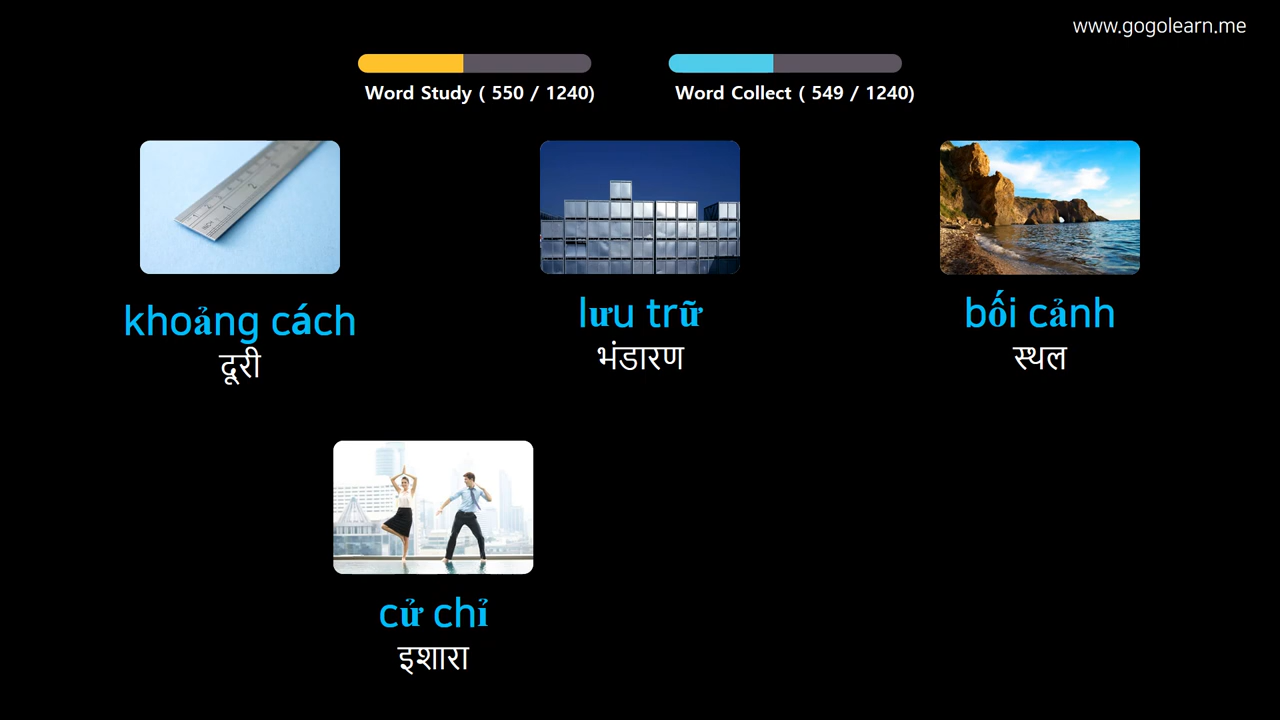 www.gogolearn.me
Word Study ( 550 / 1240)
Word Collect ( 549 / 1240)
khoảng cách
दूरी
lưu trữ
भंडारण
bối cảnh
स्थल
cử chỉ
इशारा